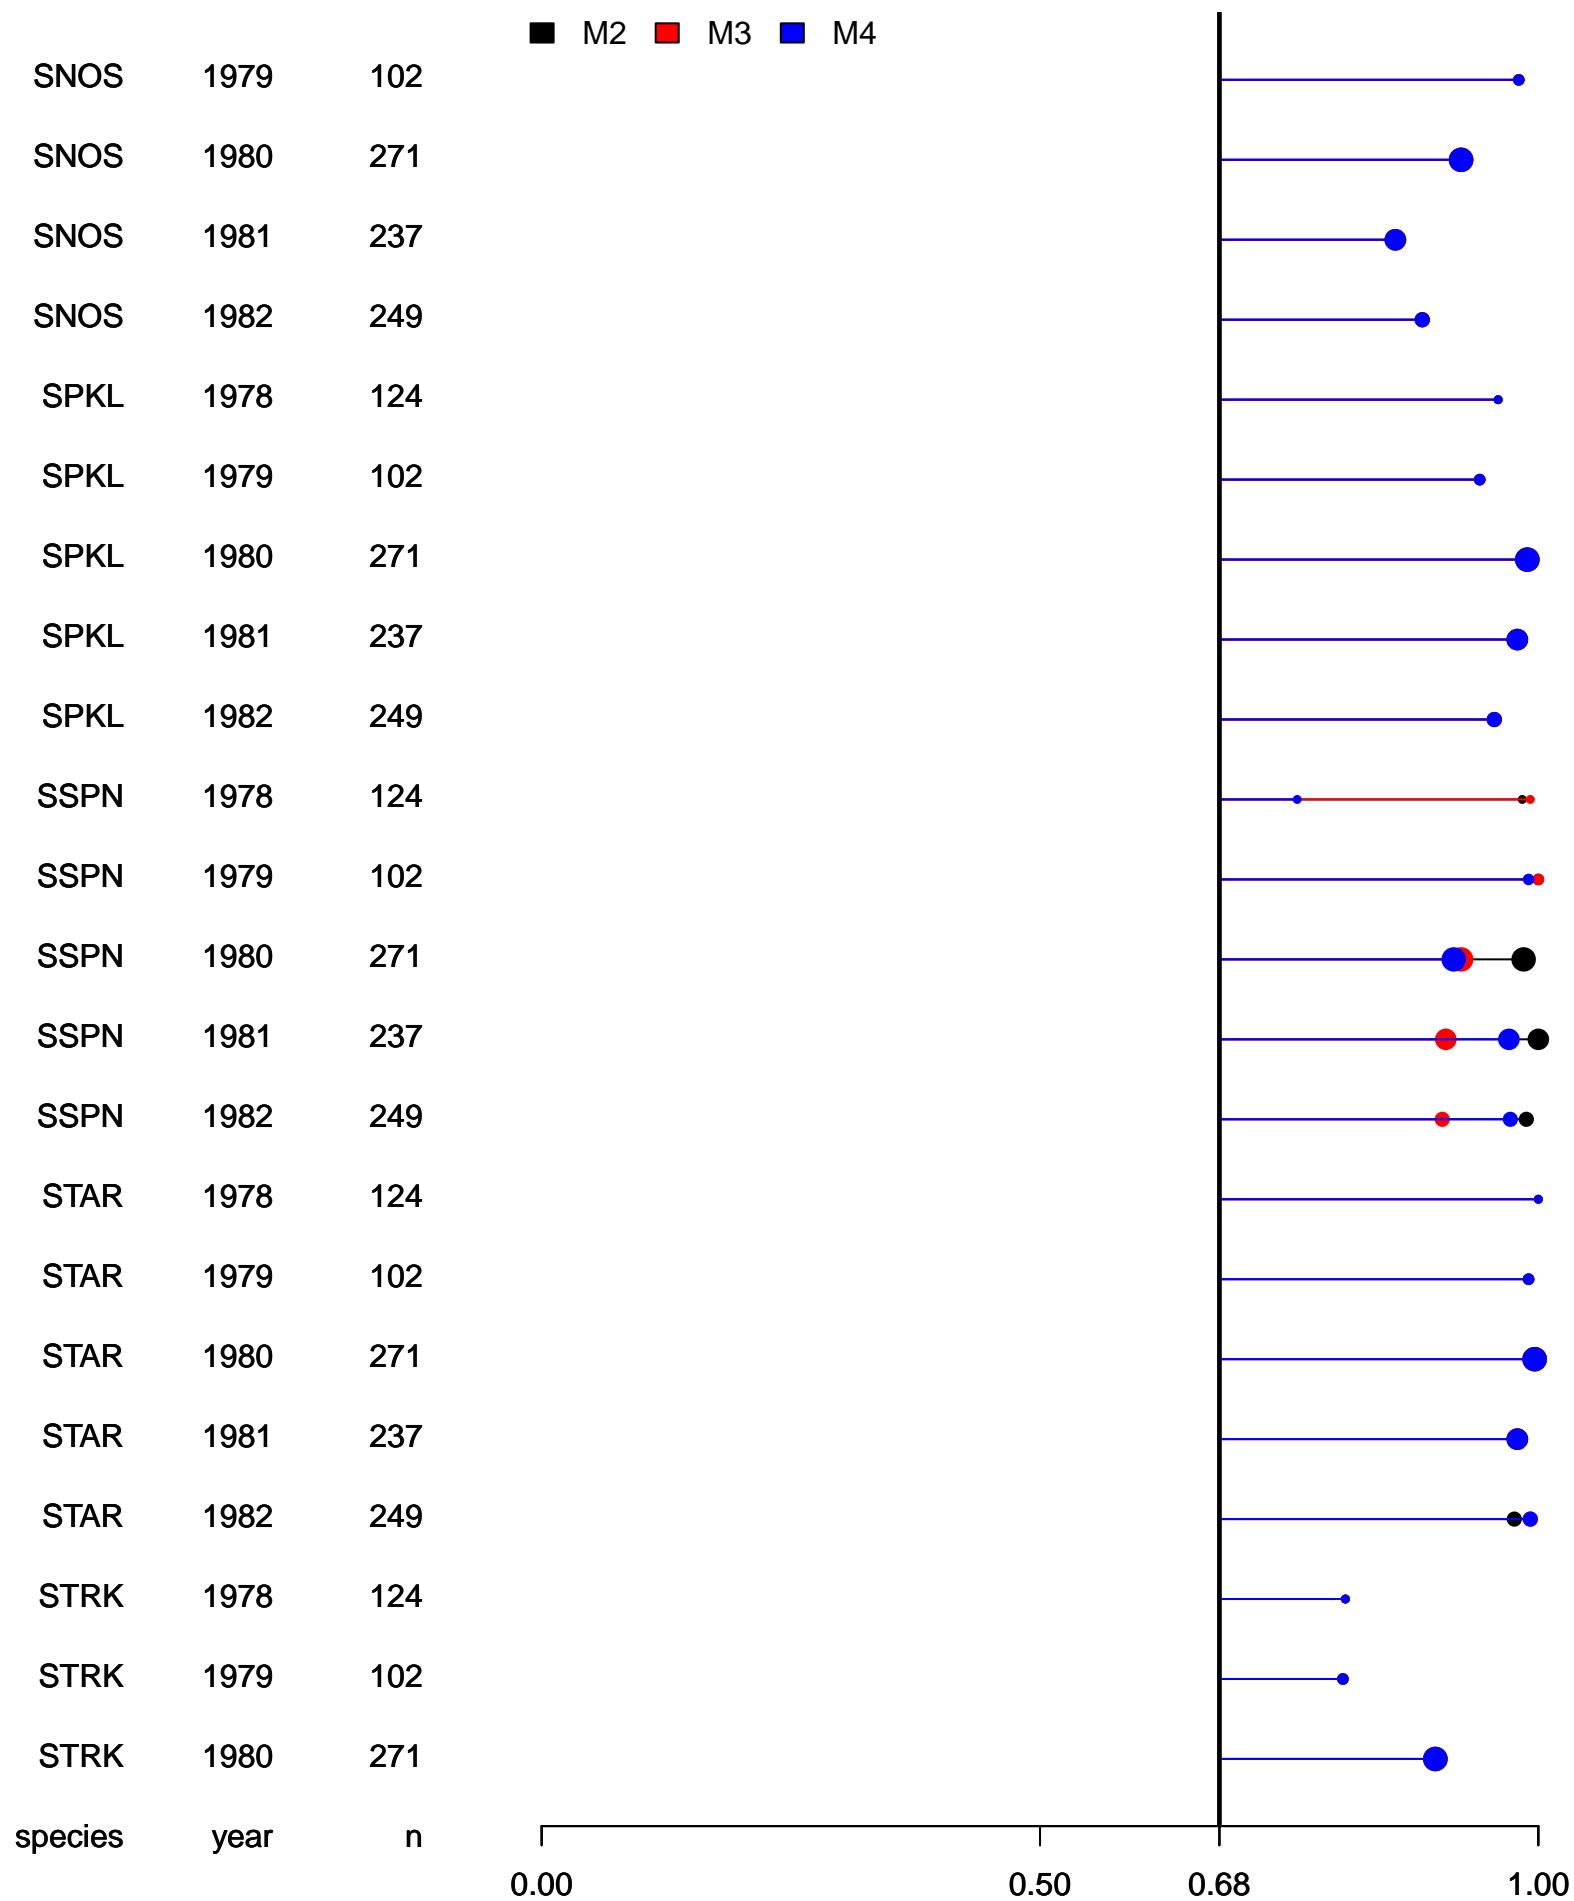 M2 M3 M4
SNOS 1979 102
SNOS 1980 271
SNOS 1981 237
SNOS 1982 249
SPKL 1978 124
SPKL 1979 102
SPKL 1980 271
SPKL 1981 237
SPKL 1982 249
SSPN 1978 124
SSPN 1979 102
SSPN 1980 271
SSPN 1981 237
SSPN 1982 249
STAR 1978 124
STAR 1979 102
STAR 1980 271
STAR 1981 237
STAR 1982 249
STRK 1978 124
STRK 1979 102
STRK 1980 271
species year n
0.00 0.50 0.68 1.00